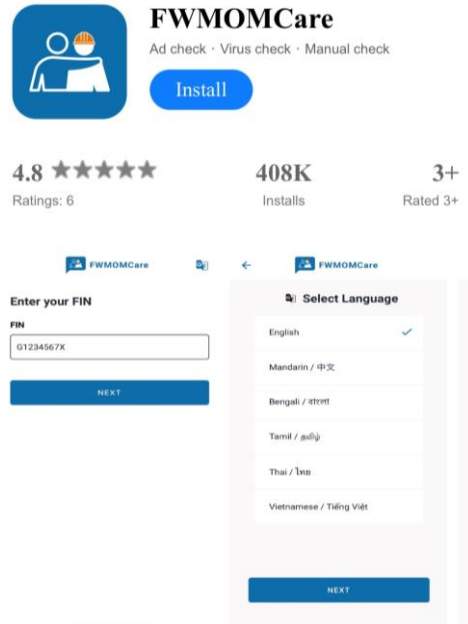 FWMOMCare
Ad check · Virus check · Manual check
Install
4.8 ★★★★★
Ratings: 6
408K
Installs
3+
Rated 3+
FWMOMCare
Enter your FIN
FIN
G1234567X
NEXT
FWMOMCare
Select Language
English
Mandarin / 中文
Bengali / বাংলা
Tamil / தமிழ்
Thai / ไทย
Vietnamese / Tiếng Việt
NEXT